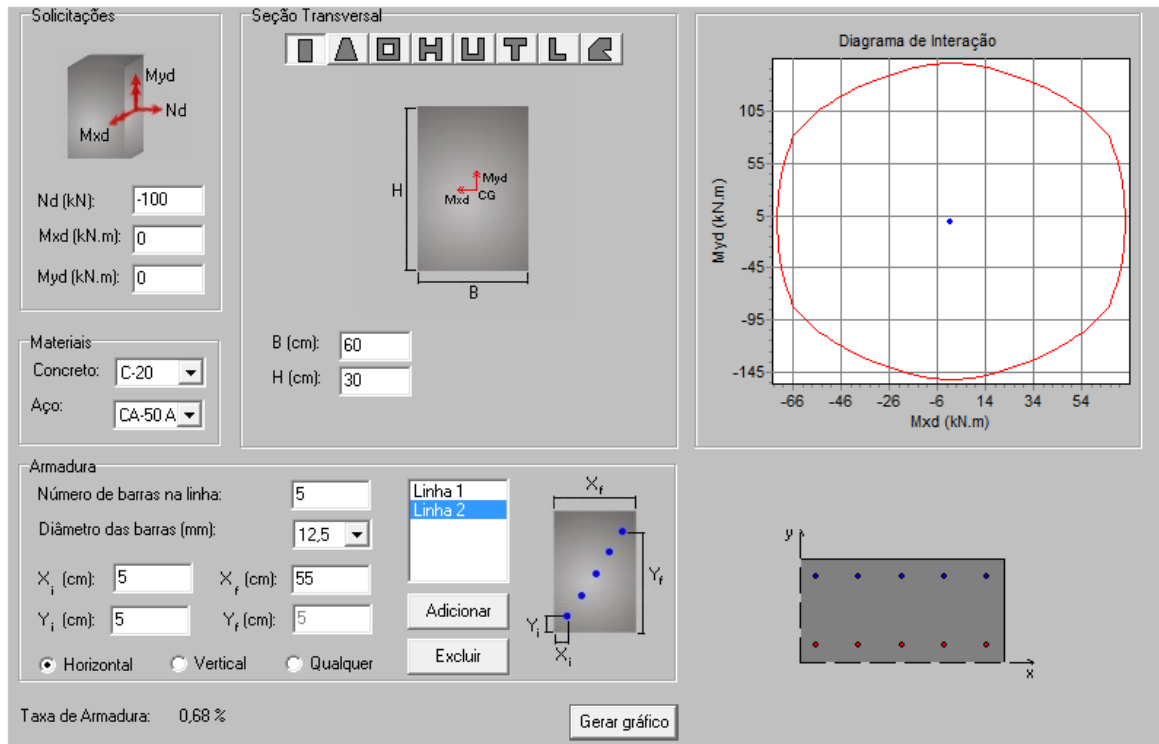 Solicitações
Myd
Nd
Mxd
Nd (kN): -100
Mxd (kN.m): 0
Myd (kN.m): 0
Materiais
Concreto: C-20
Aço: CA-50 A
Seção Transversal
H
Myd
Mxd CG
B
B (cm): 60
H (cm): 30
Diagrama de Interação
Myd (kN.m)
105
55
5
-45
-95
-145
-66 -46 -26 -6 14 34 54
Mxd (kN.m)
Armadura
Número de barras na linha: 5
Diâmetro das barras (mm): 12,5
Xi (cm): 5 Xf (cm): 55
Yi (cm): 5 Yf (cm): 5
Horizontal Vertical Qualquer
Linha 1
Linha 2
Adicionar
Excluir
Xf
Yf
Yi
Xi
y
x
Taxa de Armadura: 0,68 %
Gerar gráfico